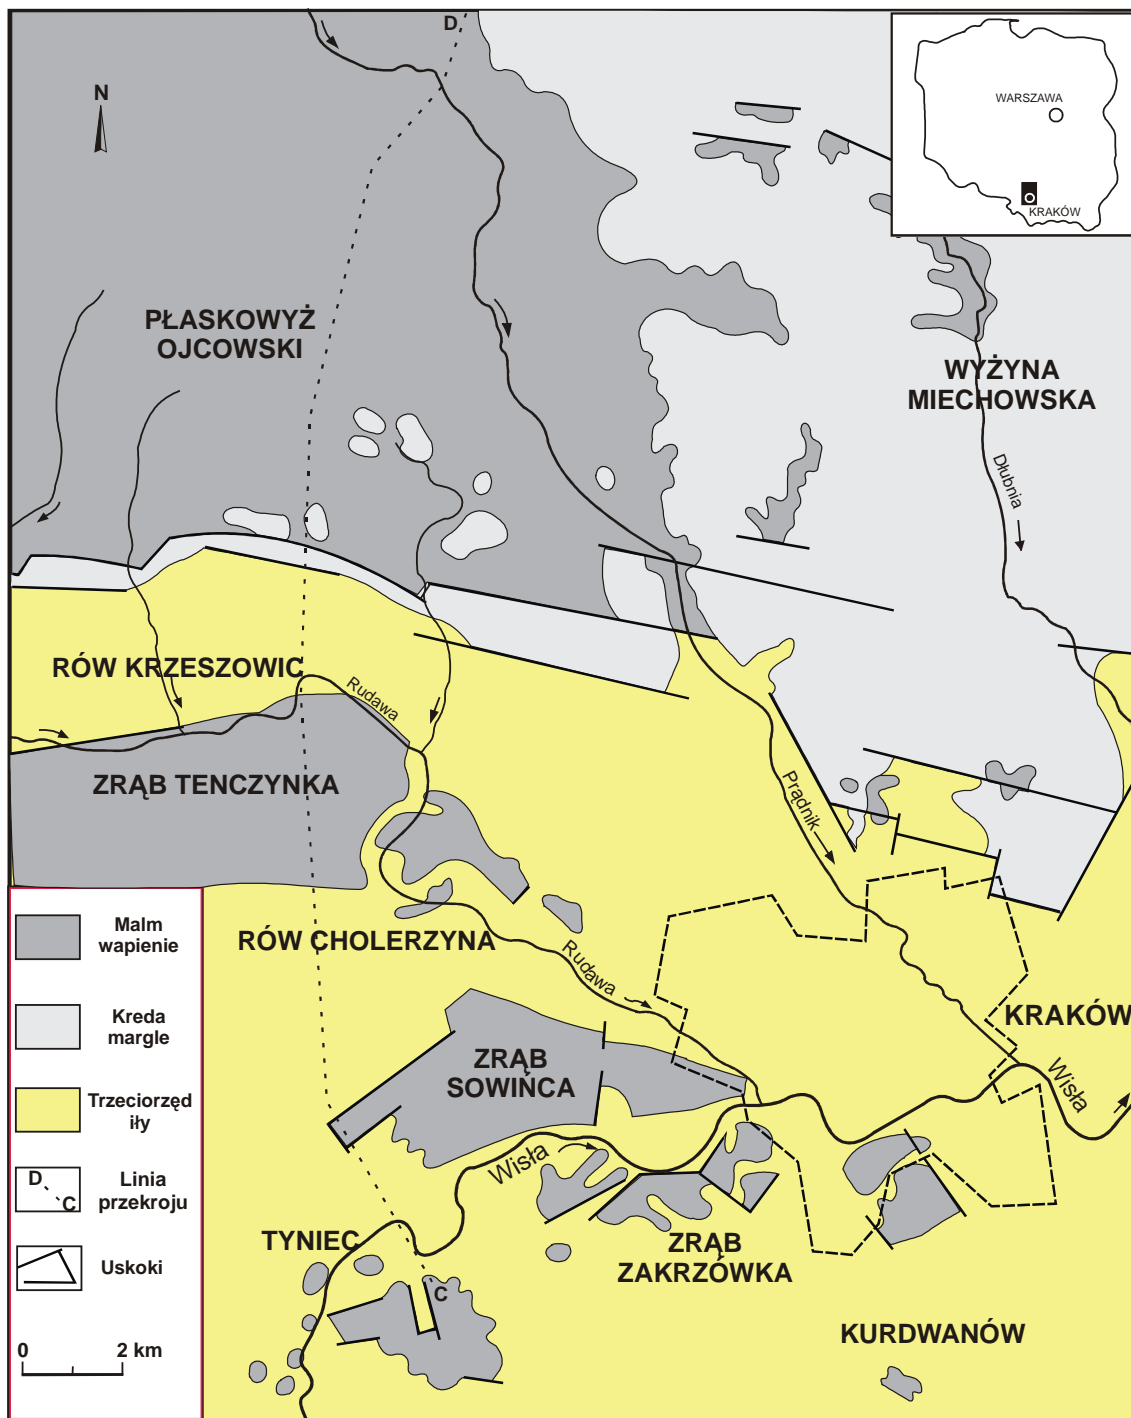 D
N
WARSZAWA
KRAKÓW
PŁASKOWYŻ
OJCOWSKI
WYŻYNA
MIECHOWSKA
Dłubnia
RÓW KRZESZOWIC
Rudawa
ZRĄB TENCZYNKA
Prądnik
RÓW CHOLERZYNA
Rudawa
KRAKÓW
ZRĄB
SOWIŃCA
Wisła
Wisła
TYNIEC
ZRĄB
ZAKRZÓWKA
C
KURDWANÓW
Malm
wapienie
Kreda
margle
Trzeciorzęd
iły
D
C
Linia
przekroju
Uskoki
0 2 km